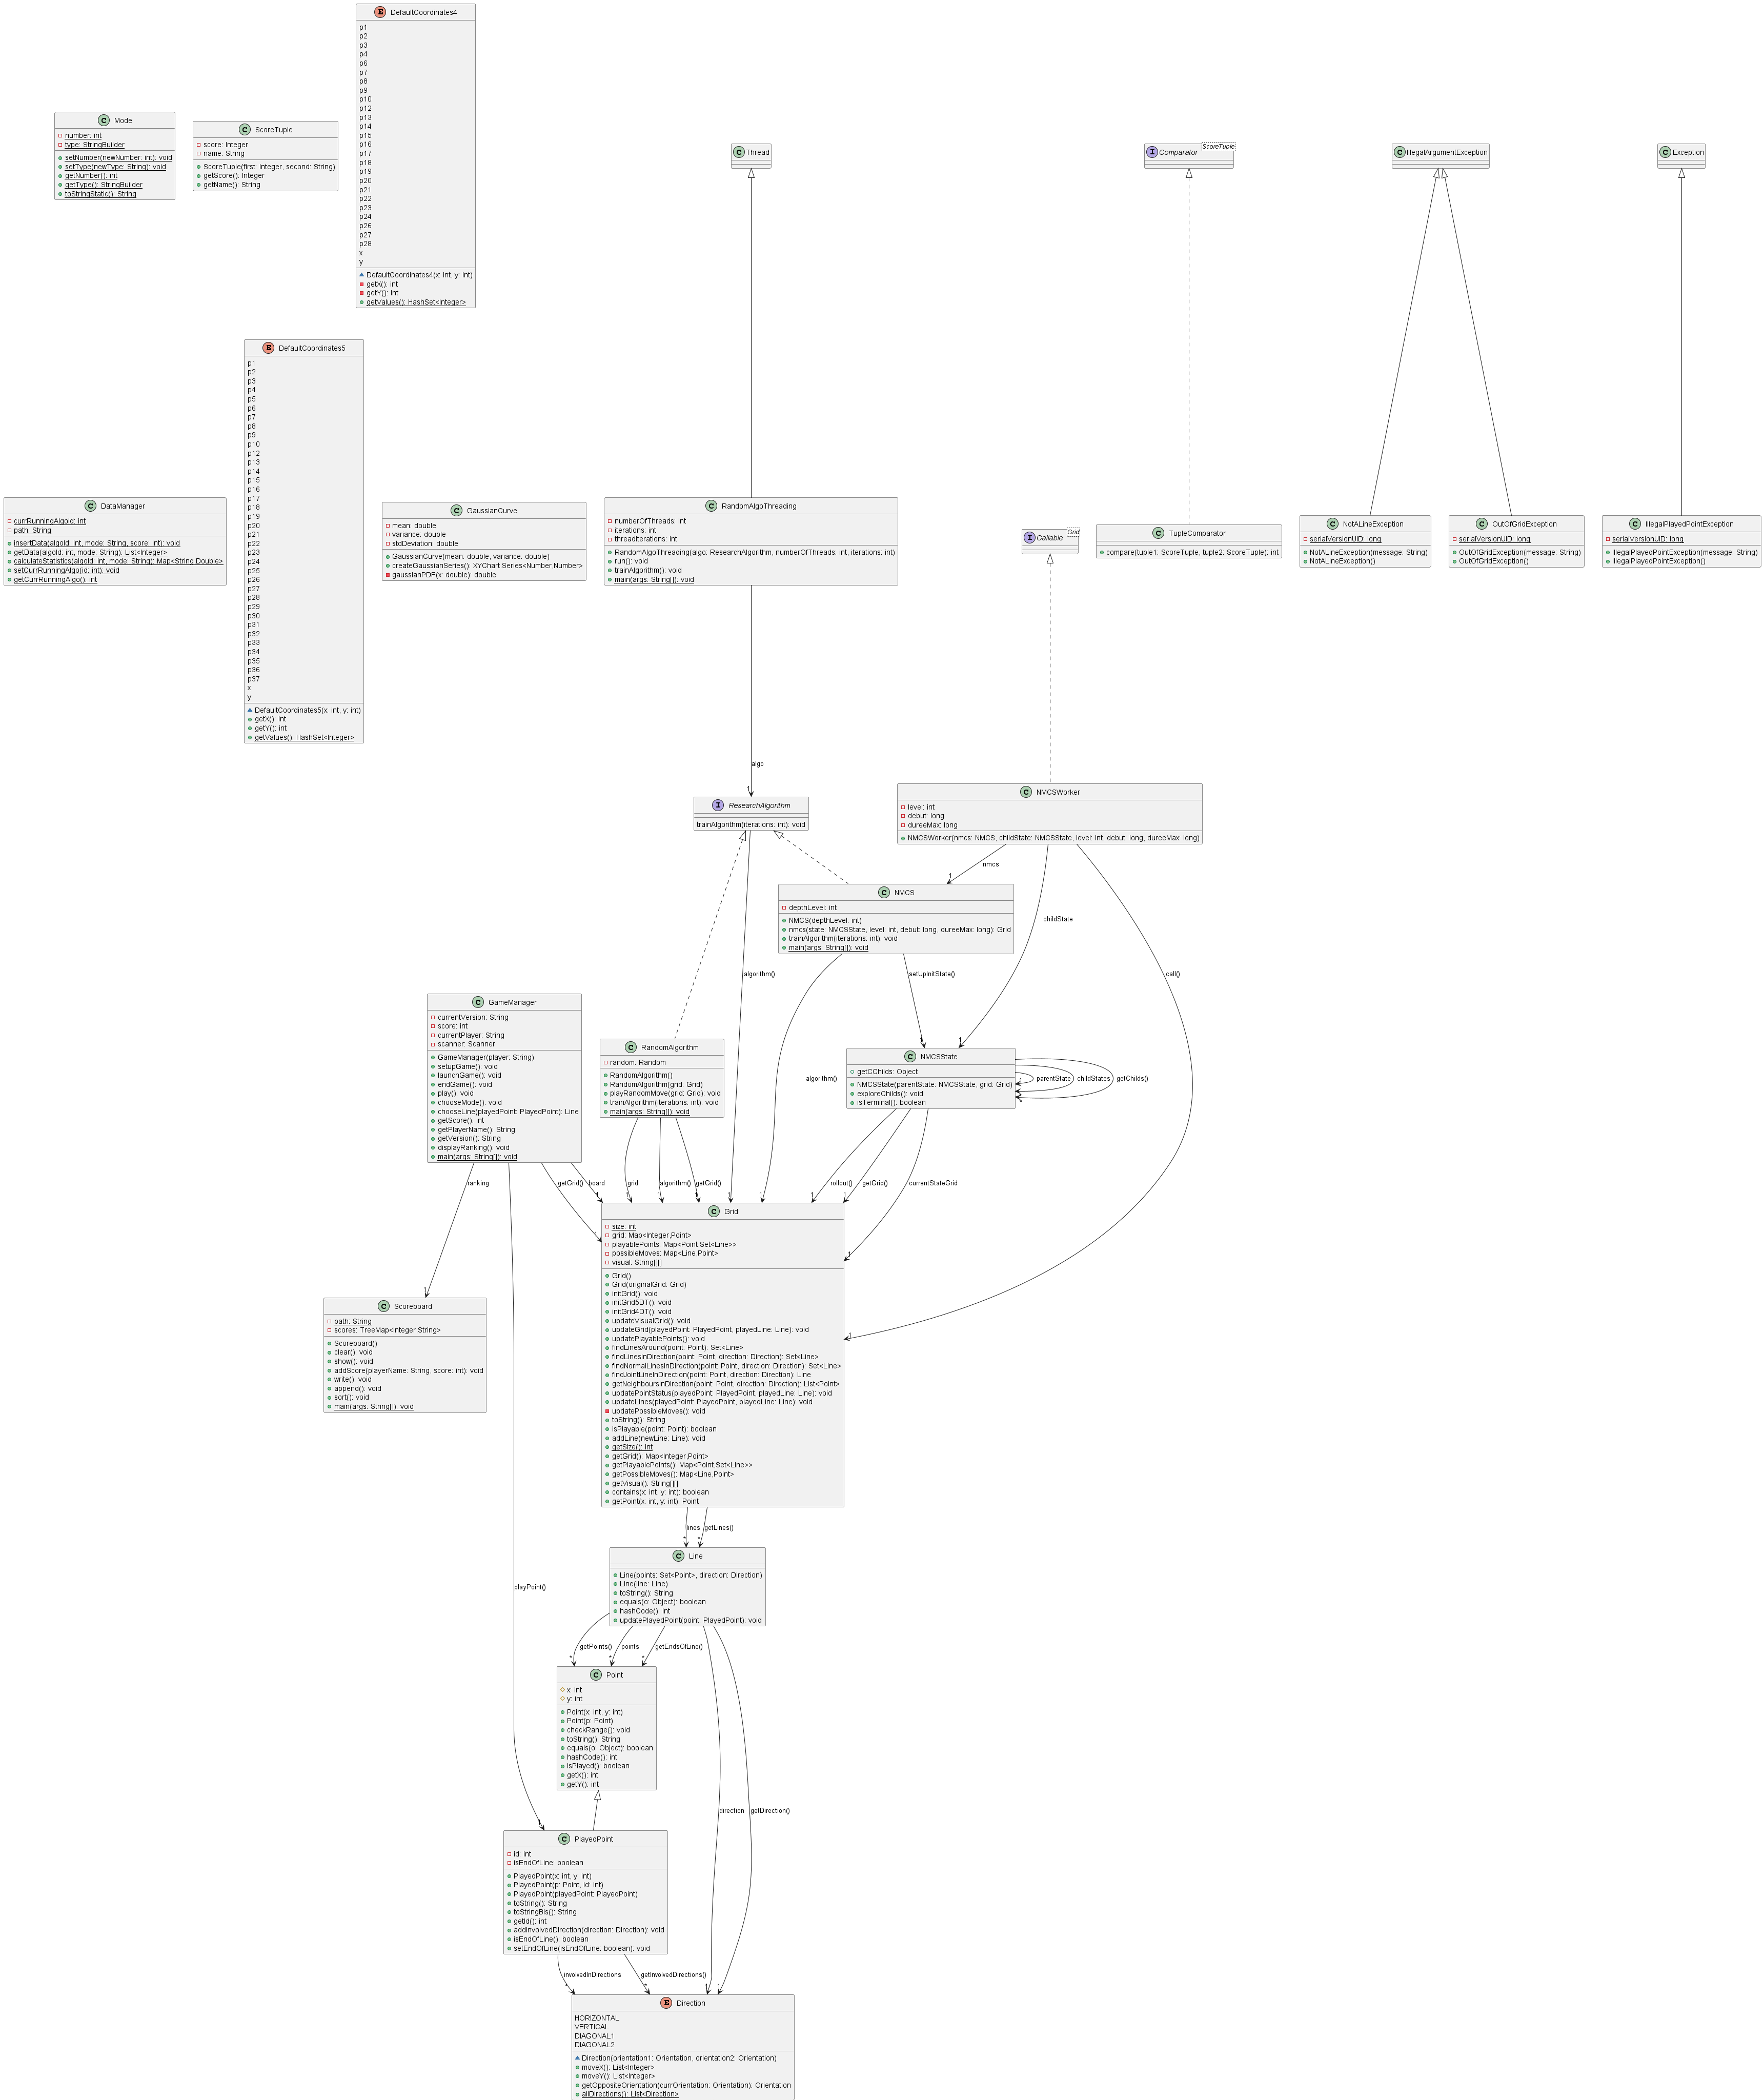 E DefaultCoordinates4
p1
p2
p3
p4
p6
p7
p8
p9
p10
p12
p13
p14
p15
p16
p17
p18
p19
p20
p21
p22
p23
p24
p26
p27
p28
x
y
DefaultCoordinates4(x: int, y: int)
getX(): int
getY(): int
getValues(): HashSet<Integer>
C Mode
number: int
type: StringBuilder
setNumber(newNumber: int): void
setType(newType: String): void
getNumber(): int
getType(): StringBuilder
toStringStatic(): String
C ScoreTuple
score: Integer
name: String
ScoreTuple(first: Integer, second: String)
getScore(): Integer
getName(): String
C Thread
I Comparator
ScoreTuple
C IllegalArgumentException
C Exception
E DefaultCoordinates5
p1
p2
p3
p4
p5
p6
p7
p8
p9
p10
p12
p13
p14
p15
p16
p17
p18
p19
p20
p21
p22
p23
p24
p25
p26
p27
p28
p29
p30
p31
p32
p33
p34
p35
p36
p37
x
y
DefaultCoordinates5(x: int, y: int)
getX(): int
getY(): int
getValues(): HashSet<Integer>
C DataManager
currRunningAlgoId: int
path: String
insertData(algoId: int, mode: String, score: int): void
getData(algoId: int, mode: String): List<Integer>
calculateStatistics(algoId: int, mode: String): Map<String,Double>
setCurrRunningAlgo(id: int): void
getCurrRunningAlgo(): int
C GaussianCurve
mean: double
variance: double
stdDeviation: double
GaussianCurve(mean: double, variance: double)
createGaussianSeries(): XYChart.Series<Number,Number>
gaussianPDF(x: double): double
C RandomAlgoThreading
numberOfThreads: int
iterations: int
threadIterations: int
RandomAlgoThreading(algo: ResearchAlgorithm, numberOfThreads: int, iterations: int)
run(): void
trainAlgorithm(): void
main(args: String[]): void
I Callable
Grid
C TupleComparator
compare(tuple1: ScoreTuple, tuple2: ScoreTuple): int
C NotALineException
serialVersionUID: long
NotALineException(message: String)
NotALineException()
C OutOfGridException
serialVersionUID: long
OutOfGridException(message: String)
OutOfGridException()
C IllegalPlayedPointException
serialVersionUID: long
IllegalPlayedPointException(message: String)
IllegalPlayedPointException()
algo
1
I ResearchAlgorithm
trainAlgorithm(iterations: int): void
C NMCSWorker
level: int
debut: long
dureeMax: long
NMCSWorker(nmcs: NMCS, childState: NMCSState, level: int, debut: long, dureeMax: long)
nmcs
1
childState
1
call()
1
C NMCS
depthLevel: int
NMCS(depthLevel: int)
nmcs(state: NMCSState, level: int, debut: long, dureeMax: long): Grid
trainAlgorithm(iterations: int): void
main(args: String[]): void
algorithm()
1
setUpInitState()
1
algorithm()
1
C GameManager
currentVersion: String
score: int
currentPlayer: String
scanner: Scanner
GameManager(player: String)
setupGame(): void
launchGame(): void
endGame(): void
play(): void
chooseMode(): void
chooseLine(playedPoint: PlayedPoint): Line
getScore(): int
getPlayerName(): String
getVersion(): String
displayRanking(): void
main(args: String[]): void
C RandomAlgorithm
random: Random
RandomAlgorithm()
RandomAlgorithm(grid: Grid)
playRandomMove(grid: Grid): void
trainAlgorithm(iterations: int): void
main(args: String[]): void
C NMCSState
getCChilds: Object
NMCSState(parentState: NMCSState, grid: Grid)
exploreChilds(): void
isTerminal(): boolean
parentState
1
childStates
*
getChilds()
*
ranking
1
getGrid()
1
board
1
grid
1
algorithm()
1
getGrid()
1
rollout()
1
getGrid()
1
currentStateGrid
1
C Grid
size: int
grid: Map<Integer,Point>
playablePoints: Map<Point,Set<Line>>
possibleMoves: Map<Line,Point>
visual: String[][]
Grid()
Grid(originalGrid: Grid)
initGrid(): void
initGrid5DT(): void
initGrid4DT(): void
updateVisualGrid(): void
updateGrid(playedPoint: PlayedPoint, playedLine: Line): void
updatePlayablePoints(): void
findLinesAround(point: Point): Set<Line>
findLinesInDirection(point: Point, direction: Direction): Set<Line>
findNormalLinesInDirection(point: Point, direction: Direction): Set<Line>
findJointLineInDirection(point: Point, direction: Direction): Line
getNeighboursInDirection(point: Point, direction: Direction): List<Point>
updatePointStatus(playedPoint: PlayedPoint, playedLine: Line): void
updateLines(playedPoint: PlayedPoint, playedLine: Line): void
updatePossibleMoves(): void
toString(): String
isPlayable(point: Point): boolean
addLine(newLine: Line): void
getSize(): int
getGrid(): Map<Integer,Point>
getPlayablePoints(): Map<Point,Set<Line>>
getPossibleMoves(): Map<Line,Point>
getVisual(): String[][]
contains(x: int, y: int): boolean
getPoint(x: int, y: int): Point
C Scoreboard
path: String
scores: TreeMap<Integer,String>
Scoreboard()
clear(): void
show(): void
addScore(playerName: String, score: int): void
write(): void
append(): void
sort(): void
main(args: String[]): void
lines
*
getLines()
*
C Line
Line(points: Set<Point>, direction: Direction)
Line(line: Line)
toString(): String
equals(o: Object): boolean
hashCode(): int
updatePlayedPoint(point: PlayedPoint): void
playPoint()
1
getPoints()
*
points
*
getEndsOfLine()
*
C Point
x: int
y: int
Point(x: int, y: int)
Point(p: Point)
checkRange(): void
toString(): String
equals(o: Object): boolean
hashCode(): int
isPlayed(): boolean
getX(): int
getY(): int
direction
1
getDirection()
1
C PlayedPoint
id: int
isEndOfLine: boolean
PlayedPoint(x: int, y: int)
PlayedPoint(p: Point, id: int)
PlayedPoint(playedPoint: PlayedPoint)
toString(): String
toStringBis(): String
getId(): int
addInvolvedDirection(direction: Direction): void
isEndOfLine(): boolean
setEndOfLine(isEndOfLine: boolean): void
involvedInDirections
*
getInvolvedDirections()
*
E Direction
HORIZONTAL
VERTICAL
DIAGONAL1
DIAGONAL2
Direction(orientation1: Orientation, orientation2: Orientation)
moveX(): List<Integer>
moveY(): List<Integer>
getOppositeOrientation(currOrientation: Orientation): Orientation
allDirections(): List<Direction>